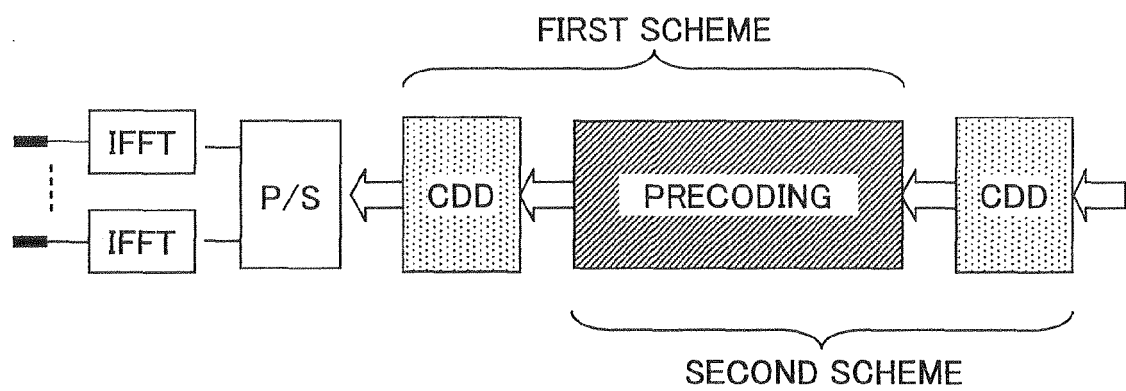 FIRST SCHEME
IFFT
IFFT
P/S
CDD
PRECODING
CDD
SECOND SCHEME